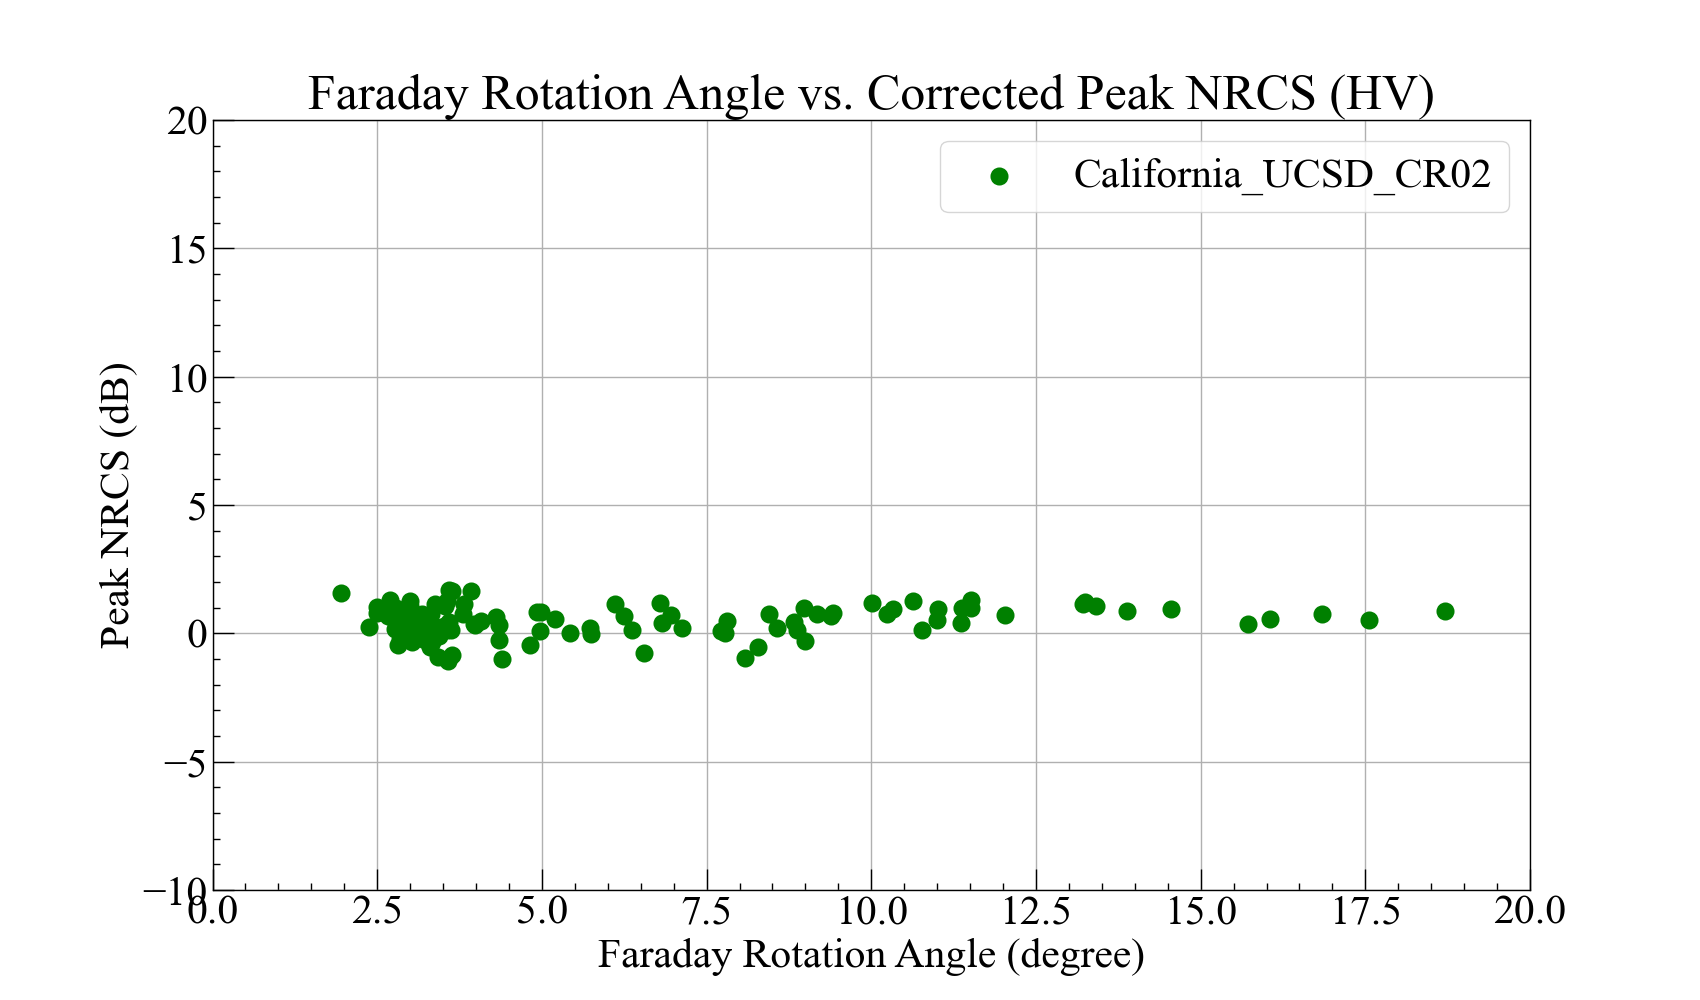 Faraday Rotation Angle vs. Corrected Peak NRCS (HV)
California_UCSD_CR02
Peak NRCS (dB)
20
15
10
5
0
−5
−10
0.0 2.5 5.0 7.5 10.0 12.5 15.0 17.5 20.0
Faraday Rotation Angle (degree)